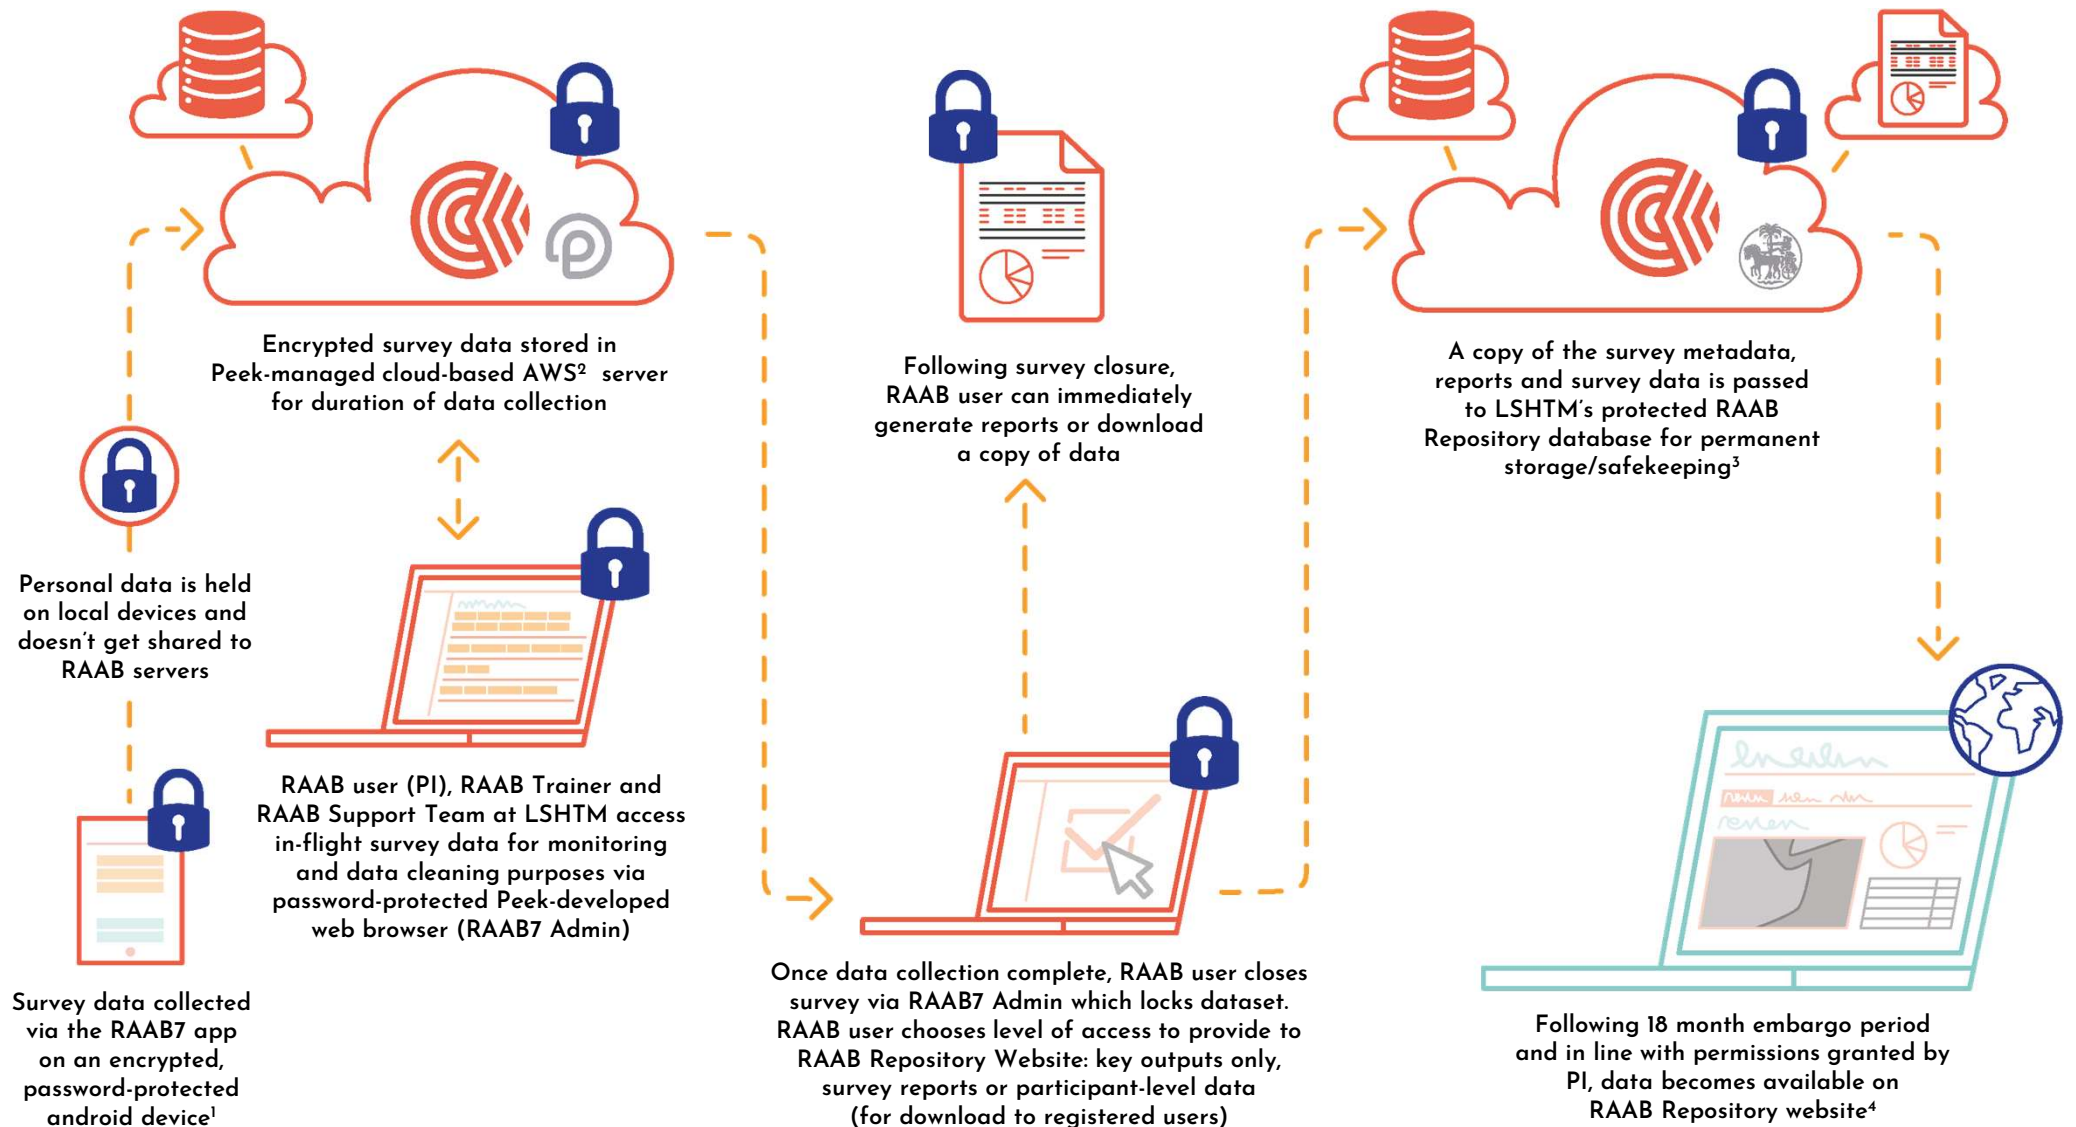 Survey data collected
via the RAAB7 app
on an encrypted,
password-protected
android device¹
Personal data is held
on local devices and
doesn't get shared to
RAAB servers
Encrypted survey data stored in
Peek-managed cloud-based AWS² server
for duration of data collection
RAAB user (PI), RAAB Trainer and
RAAB Support Team at LSHTM access
in-flight survey data for monitoring
and data cleaning purposes via
password-protected Peek-developed
web browser (RAAB7 Admin)
Once data collection complete, RAAB user closes
survey via RAAB7 Admin which locks dataset.
RAAB user chooses level of access to provide to
RAAB Repository Website: key outputs only,
survey reports or participant-level data
(for download to registered users)
Following survey closure,
RAAB user can immediately
generate reports or download
a copy of data
A copy of the survey metadata,
reports and survey data is passed
to LSHTM's protected RAAB
Repository database for permanent
storage/safekeeping³
Following 18 month embargo period
and in line with permissions granted by
PI, data becomes available on
RAAB Repository website⁴